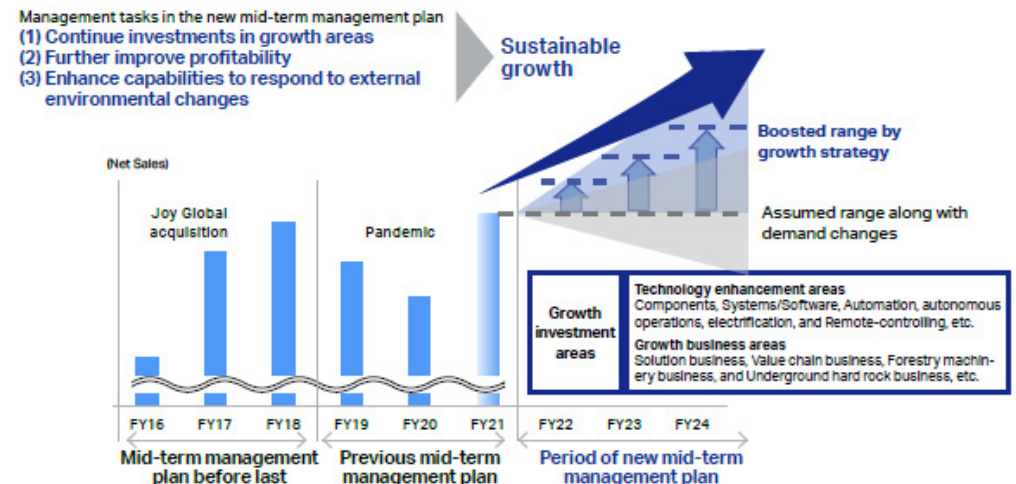 Management tasks in the new mid-term management plan
(1) Continue investments in growth areas
(2) Further improve profitability
(3) Enhance capabilities to respond to external
environmental changes
Sustainable
growth
Boosted range by
growth strategy
(Net Sales)
Joy Global
acquisition
Pandemic
Assumed range along with
demand changes
Growth
investment
areas
Technology enhancement areas
Components, Systems/Software, Automation, autonomous
operations, electrification, and Remote-controlling, etc.
Growth business areas
Solution business, Value chain business, Forestry machin-
ery business, and Underground hard rock business, etc.
FY16 FY17 FY18 FY19 FY20 FY21 FY22 FY23 FY24
Mid-term management
plan before last
Previous mid-term
management plan
Period of new mid-term
management plan